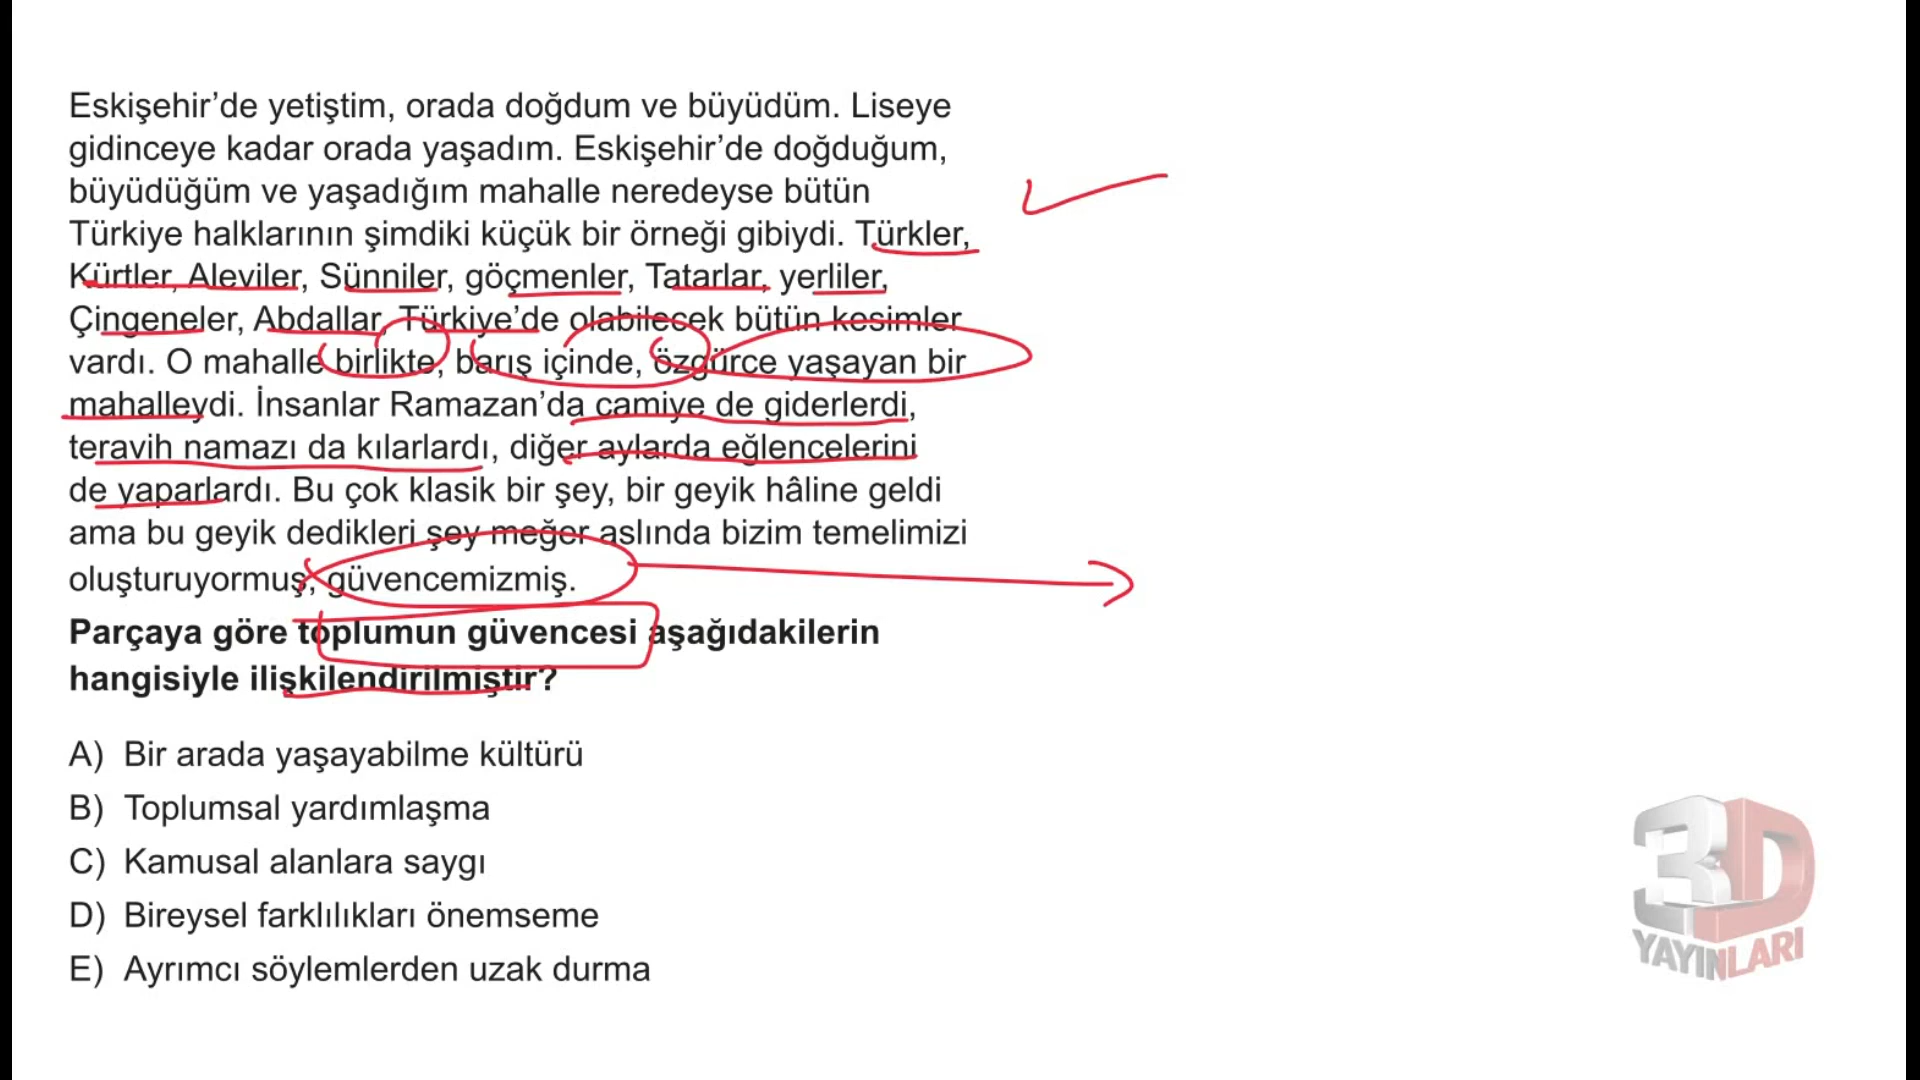 Eskişehir’de yetiştim, orada doğdum ve büyüdüm. Liseye
gidinceye kadar orada yaşadım. Eskişehir’de doğduğum,
büyüdüğüm ve yaşadığım mahalle neredeyse bütün
Türkiye halklarının şimdiki küçük bir örneği gibiydi. Türkler,
Kürtler, Aleviler, Sünniler, göçmenler, Tatarlar, yerliler,
Çingeneler, Abdallar, Türkiye’de olabilecek bütün kesimler
vardı. O mahalle birlikte, barış içinde, özgürce yaşayan bir
mahalleydi. İnsanlar Ramazan’da camiye de giderlerdi,
teravih namazı da kılarlardı, diğer aylarda eğlencelerini
de yaparlardı. Bu çok klasik bir şey, bir geyik hâline geldi
ama bu geyik dedikleri şey meğer aslında bizim temelimizi
oluşturuyormuş, güvencemizmiş.
Parçaya göre toplumun güvencesi aşağıdakilerin
hangisiyle ilişkilendirilmiştir?
A) Bir arada yaşayabilme kültürü
B) Toplumsal yardımlaşma
C) Kamusal alanlara saygı
D) Bireysel farklılıkları önemseme
E) Ayrımcı söylemlerden uzak durma
3D
YAYINLARI